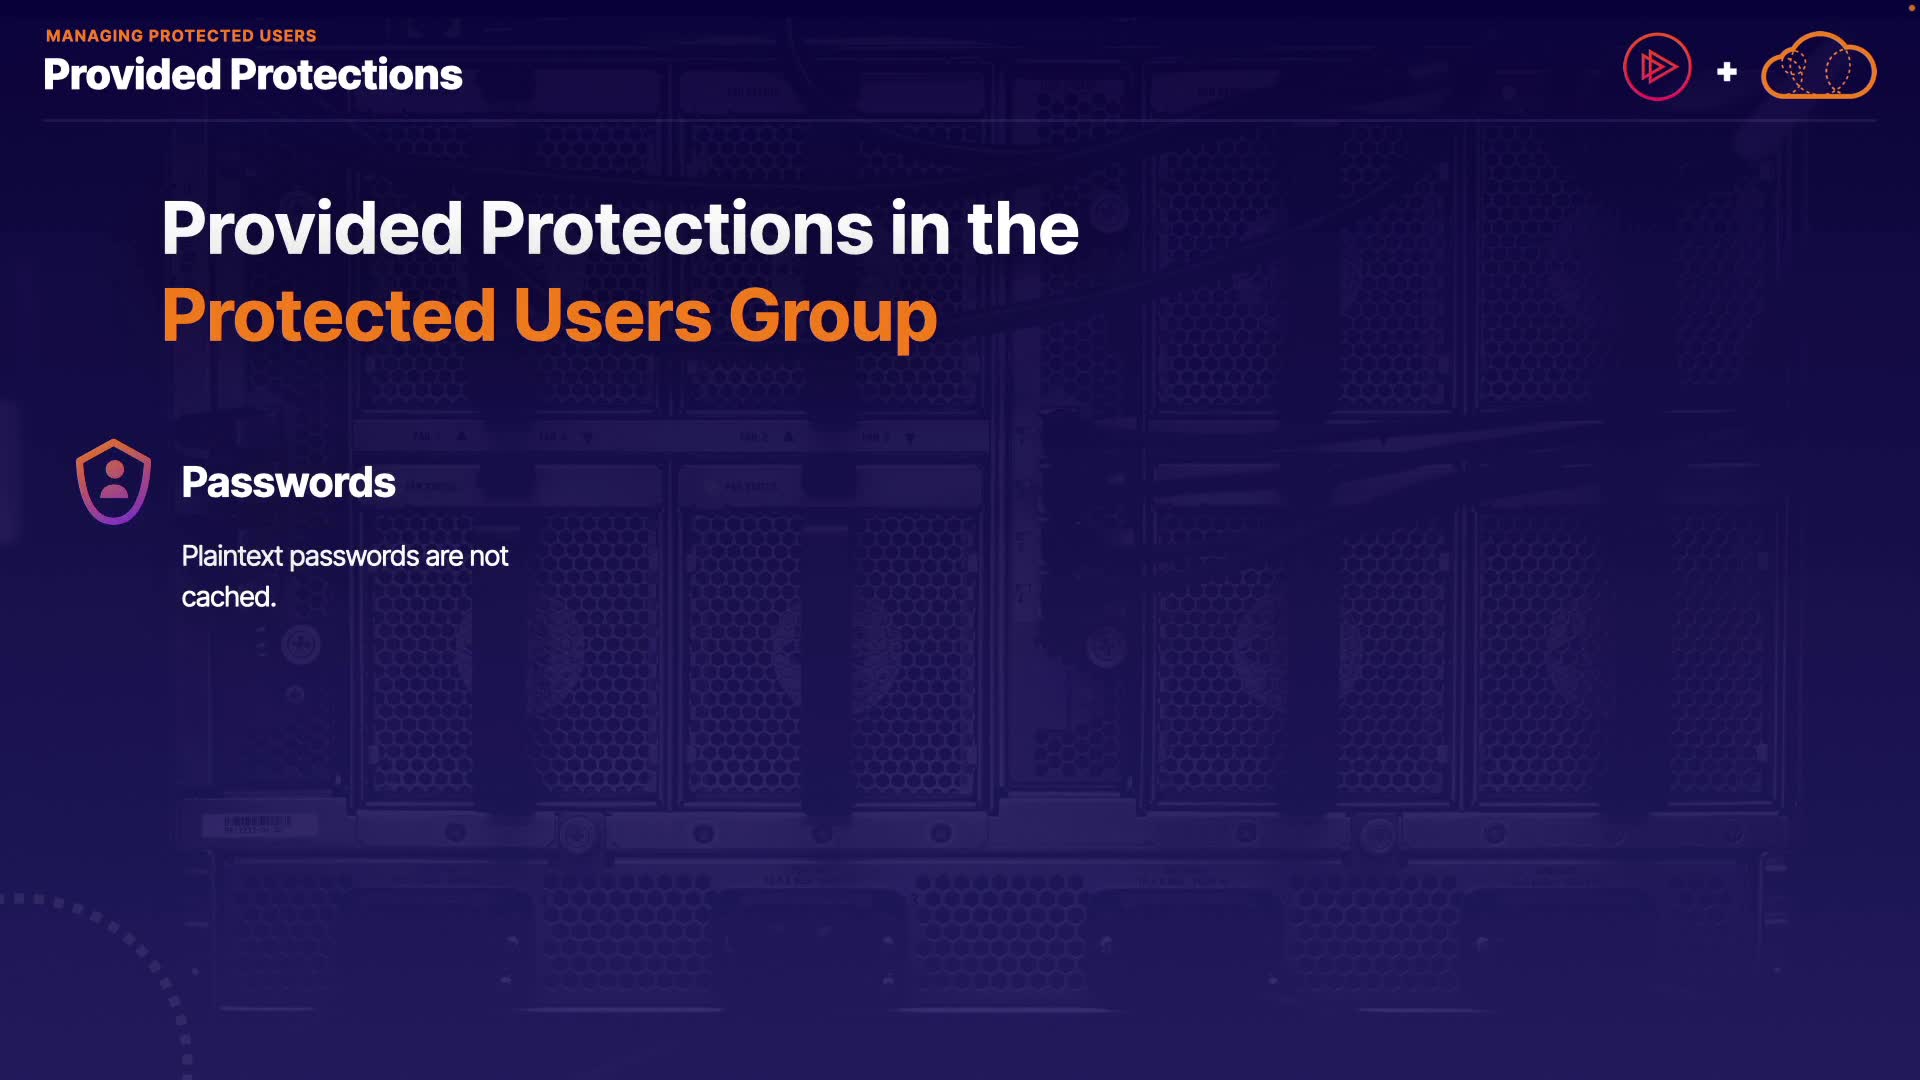 MANAGING PROTECTED USERS
Provided Protections
Provided Protections in the
Protected Users Group
Passwords
Plaintext passwords are not
cached.